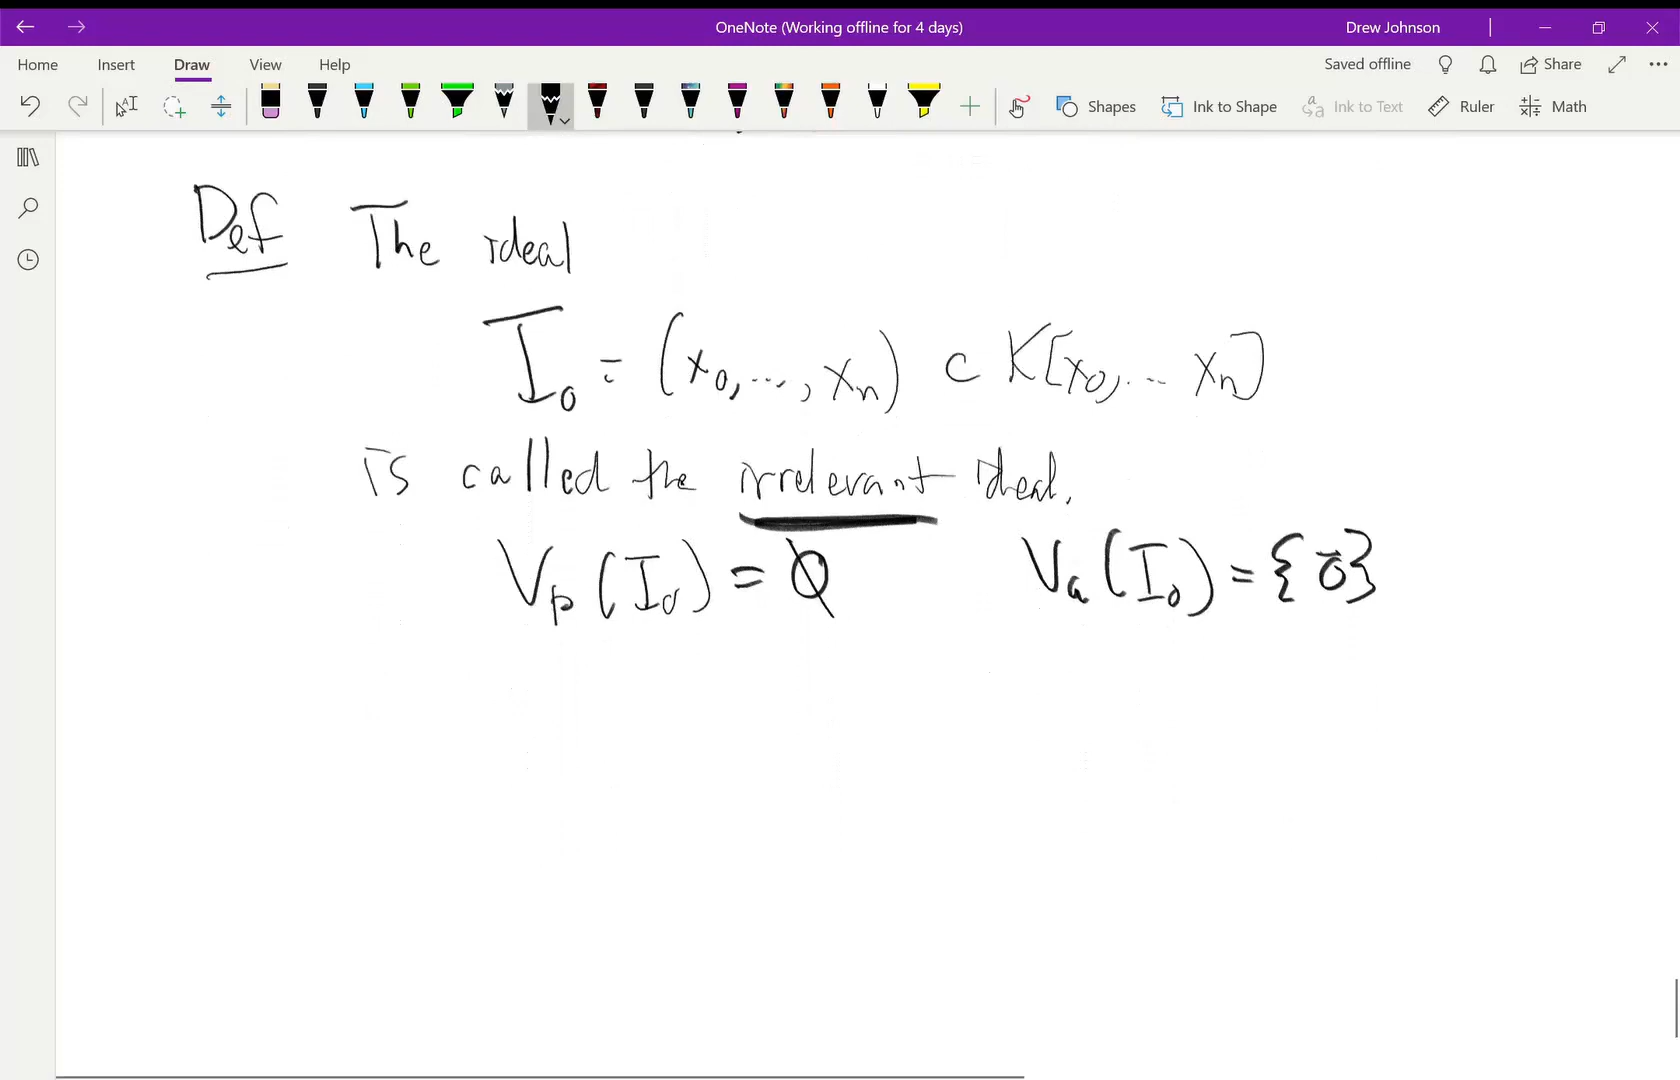 OneNote (Working offline for 4 days)
Drew Johnson
Home Insert Draw View Help
Saved offline Share
Shapes Ink to Shape Ink to Text Ruler Math
Def The ideal
I₀ = (x₀, ..., xₙ) ⊂ K[x₀, ... xₙ]
is called the irrelevant ideal.
Vₚ(I₀) = ∅ Vₐ(I₀) = {0̄}